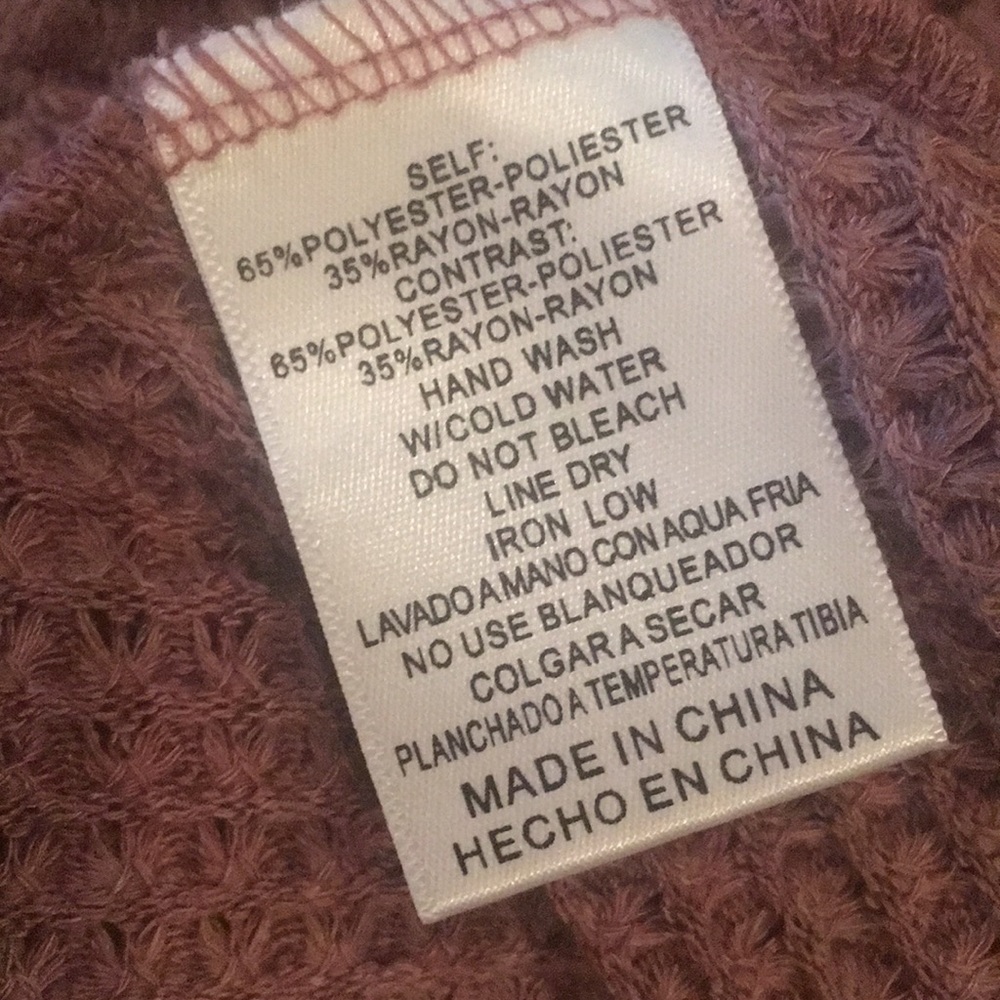 SELF:
65%POLYESTER-POLIESTER
35%RAYON-RAYON
CONTRAST:
65%POLYESTER-POLIESTER
35%RAYON-RAYON
HAND WASH
W/COLD WATER
DO NOT BLEACH
LINE DRY
IRON LOW
LAVADO A MANO CON AQUA FRIA
NO USE BLANQUEADOR
COLGAR A SECAR
PLANCHADO A TEMPERATURA TIBIA
MADE IN CHINA
HECHO EN CHINA